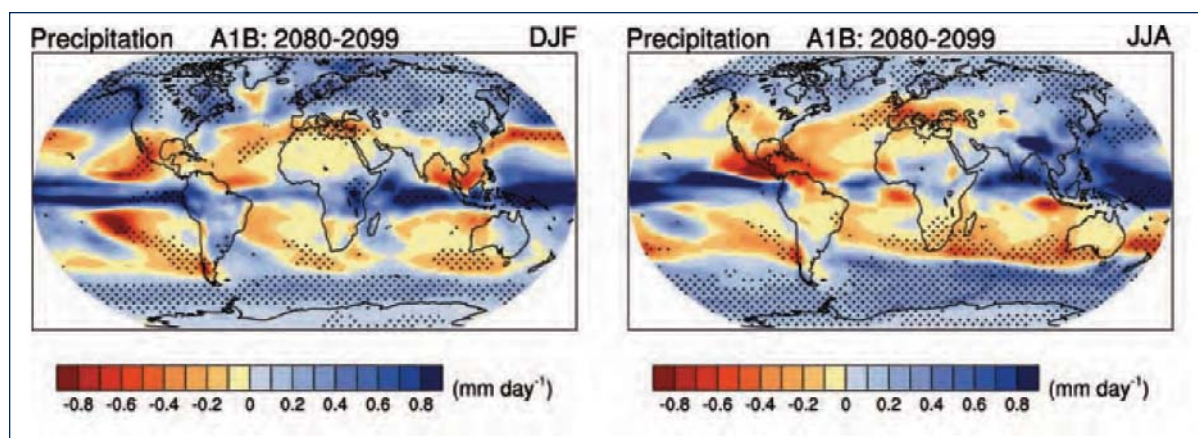 Precipitation A1B: 2080-2099 DJF
-0.8 -0.6 -0.4 -0.2 0 0.2 0.4 0.6 0.8 (mm day⁻¹)
Precipitation A1B: 2080-2099 JJA
-0.8 -0.6 -0.4 -0.2 0 0.2 0.4 0.6 0.8 (mm day⁻¹)